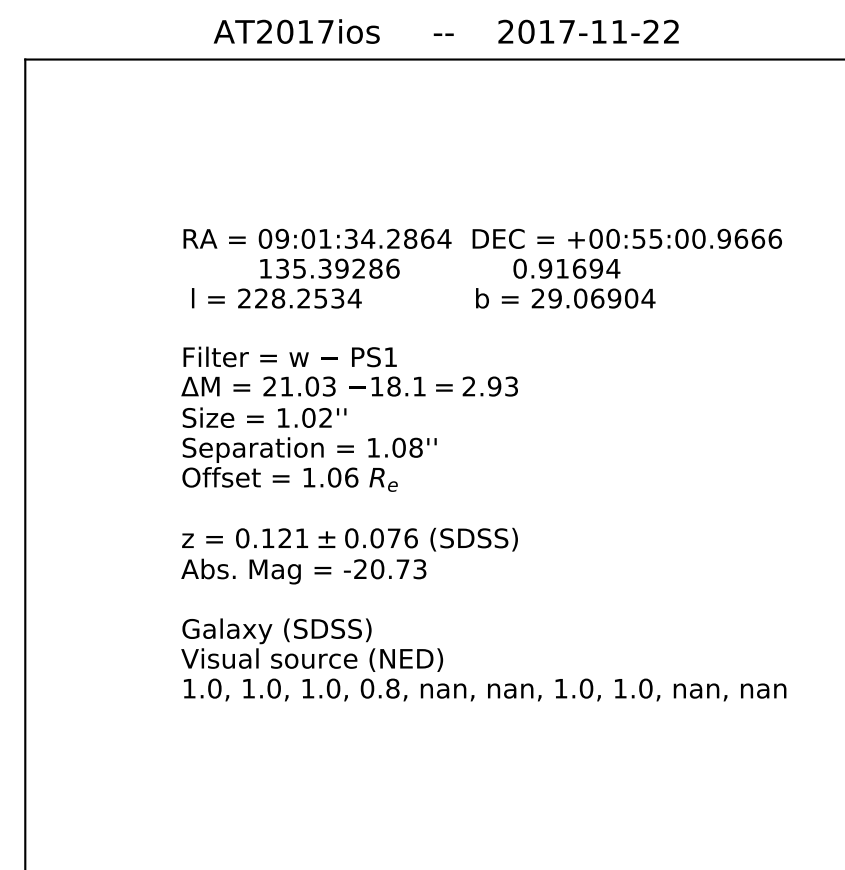 AT2017ios -- 2017-11-22
RA = 09:01:34.2864 DEC = +00:55:00.9666
135.39286 0.91694
l = 228.2534 b = 29.06904
Filter = w − PS1
ΔM = 21.03 −18.1 = 2.93
Size = 1.02''
Separation = 1.08''
Offset = 1.06 Rₑ
z = 0.121 ± 0.076 (SDSS)
Abs. Mag = -20.73
Galaxy (SDSS)
Visual source (NED)
1.0, 1.0, 1.0, 0.8, nan, nan, 1.0, 1.0, nan, nan